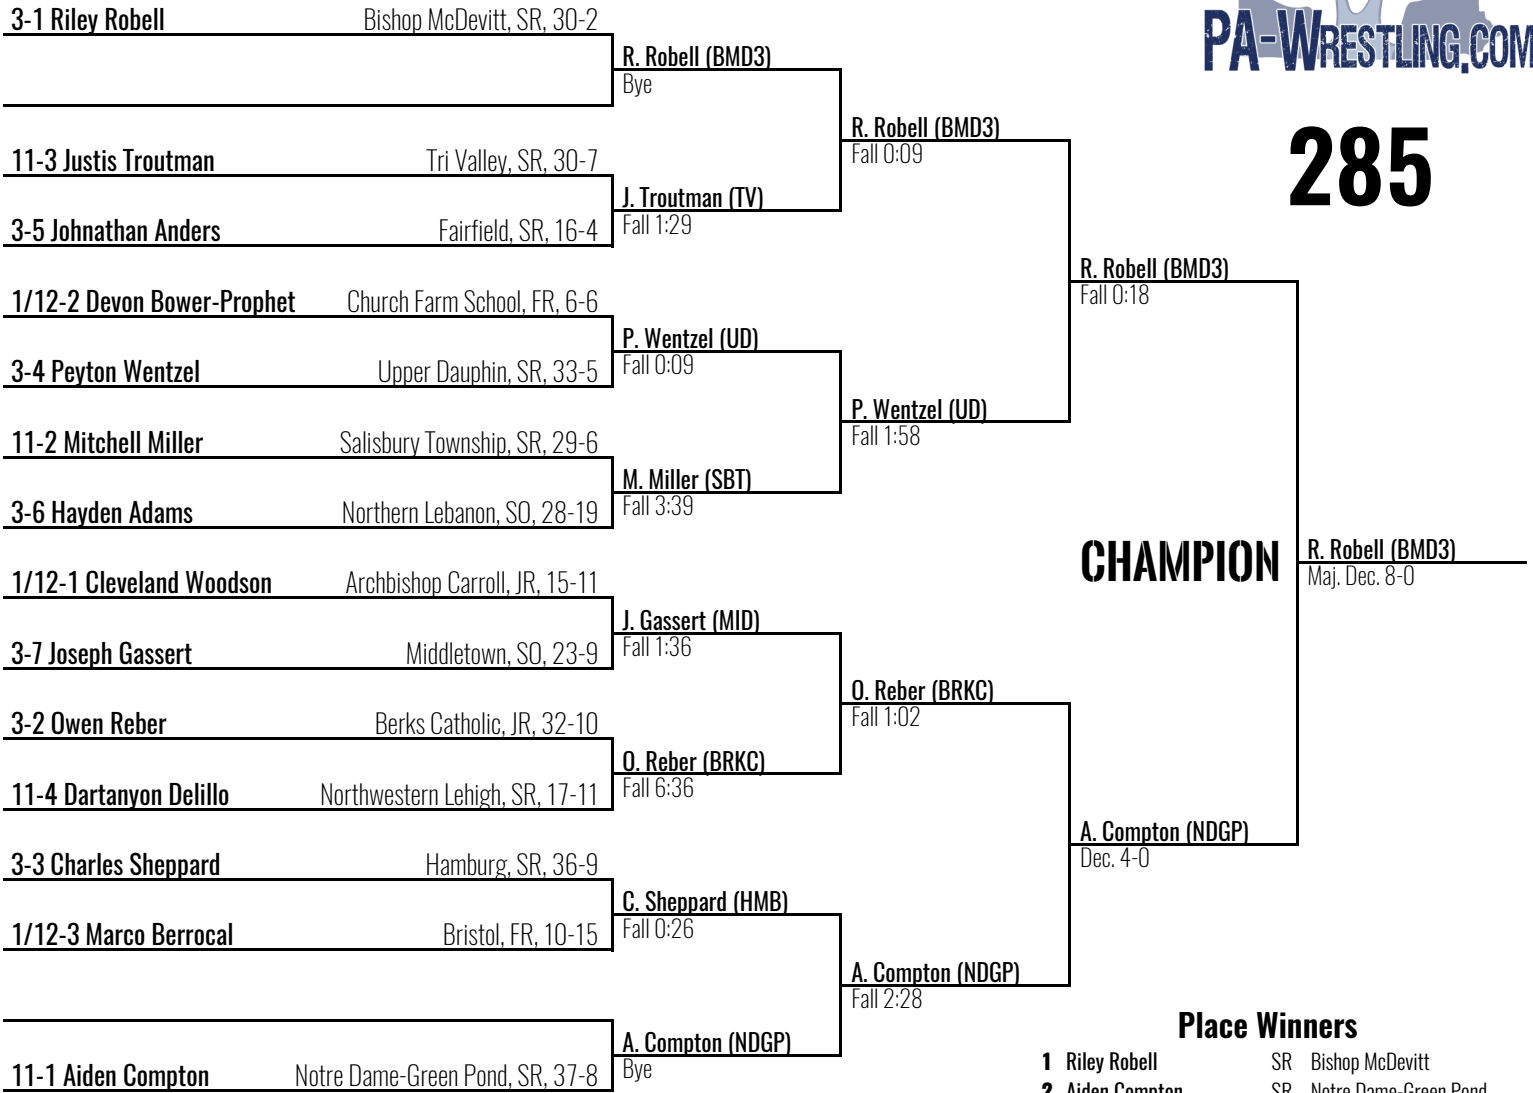 PA-WRESTLING.COM
285
3-1 Riley Robell Bishop McDevitt, SR, 30-2
R. Robell (BMD3)
Bye
11-3 Justis Troutman Tri Valley, SR, 30-7
J. Troutman (TV)
Fall 1:29
3-5 Johnathan Anders Fairfield, SR, 16-4
R. Robell (BMD3)
Fall 0:09
1/12-2 Devon Bower-Prophet Church Farm School, FR, 6-6
P. Wentzel (UD)
Fall 0:09
3-4 Peyton Wentzel Upper Dauphin, SR, 33-5
P. Wentzel (UD)
Fall 1:58
11-2 Mitchell Miller Salisbury Township, SR, 29-6
M. Miller (SBT)
Fall 3:39
3-6 Hayden Adams Northern Lebanon, SO, 28-19
R. Robell (BMD3)
Fall 0:18
CHAMPION
R. Robell (BMD3)
Maj. Dec. 8-0
1/12-1 Cleveland Woodson Archbishop Carroll, JR, 15-11
J. Gassert (MID)
Fall 1:36
3-7 Joseph Gassert Middletown, SO, 23-9
O. Reber (BRKC)
Fall 1:02
3-2 Owen Reber Berks Catholic, JR, 32-10
O. Reber (BRKC)
Fall 6:36
11-4 Dartanyon Delillo Northwestern Lehigh, SR, 17-11
A. Compton (NDGP)
Dec. 4-0
3-3 Charles Sheppard Hamburg, SR, 36-9
C. Sheppard (HMB)
Fall 0:26
1/12-3 Marco Berrocal Bristol, FR, 10-15
A. Compton (NDGP)
Fall 2:28
A. Compton (NDGP)
Bye
11-1 Aiden Compton Notre Dame-Green Pond, SR, 37-8
Place Winners
1 Riley Robell SR Bishop McDevitt
2 Aiden Compton SR Notre Dame-Green Pond